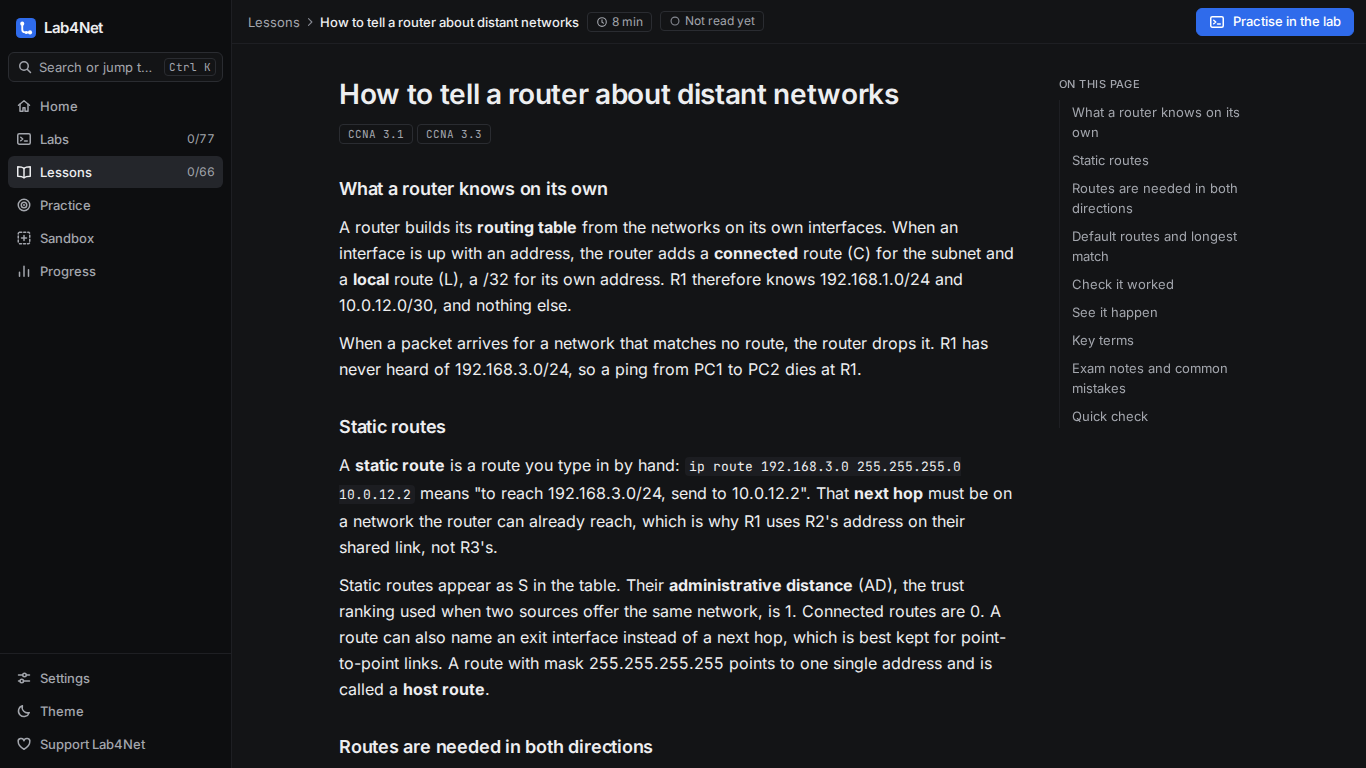 Lab4Net
Search or jump t... Ctrl K
Home
Labs 0/77
Lessons 0/66
Practice
Sandbox
Progress
Settings
Theme
Support Lab4Net
Lessons > How to tell a router about distant networks 8 min Not read yet
Practise in the lab
How to tell a router about distant networks
CCNA 3.1 CCNA 3.3
What a router knows on its own
A router builds its routing table from the networks on its own interfaces. When an
interface is up with an address, the router adds a connected route (C) for the subnet and
a local route (L), a /32 for its own address. R1 therefore knows 192.168.1.0/24 and
10.0.12.0/30, and nothing else.
When a packet arrives for a network that matches no route, the router drops it. R1 has
never heard of 192.168.3.0/24, so a ping from PC1 to PC2 dies at R1.
Static routes
A static route is a route you type in by hand: ip route 192.168.3.0 255.255.255.0
10.0.12.2 means "to reach 192.168.3.0/24, send to 10.0.12.2". That next hop must be on
a network the router can already reach, which is why R1 uses R2's address on their
shared link, not R3's.
Static routes appear as S in the table. Their administrative distance (AD), the trust
ranking used when two sources offer the same network, is 1. Connected routes are 0. A
route can also name an exit interface instead of a next hop, which is best kept for point-
to-point links. A route with mask 255.255.255.255 points to one single address and is
called a host route.
Routes are needed in both directions
ON THIS PAGE
What a router knows on its
own
Static routes
Routes are needed in both
directions
Default routes and longest
match
Check it worked
See it happen
Key terms
Exam notes and common
mistakes
Quick check